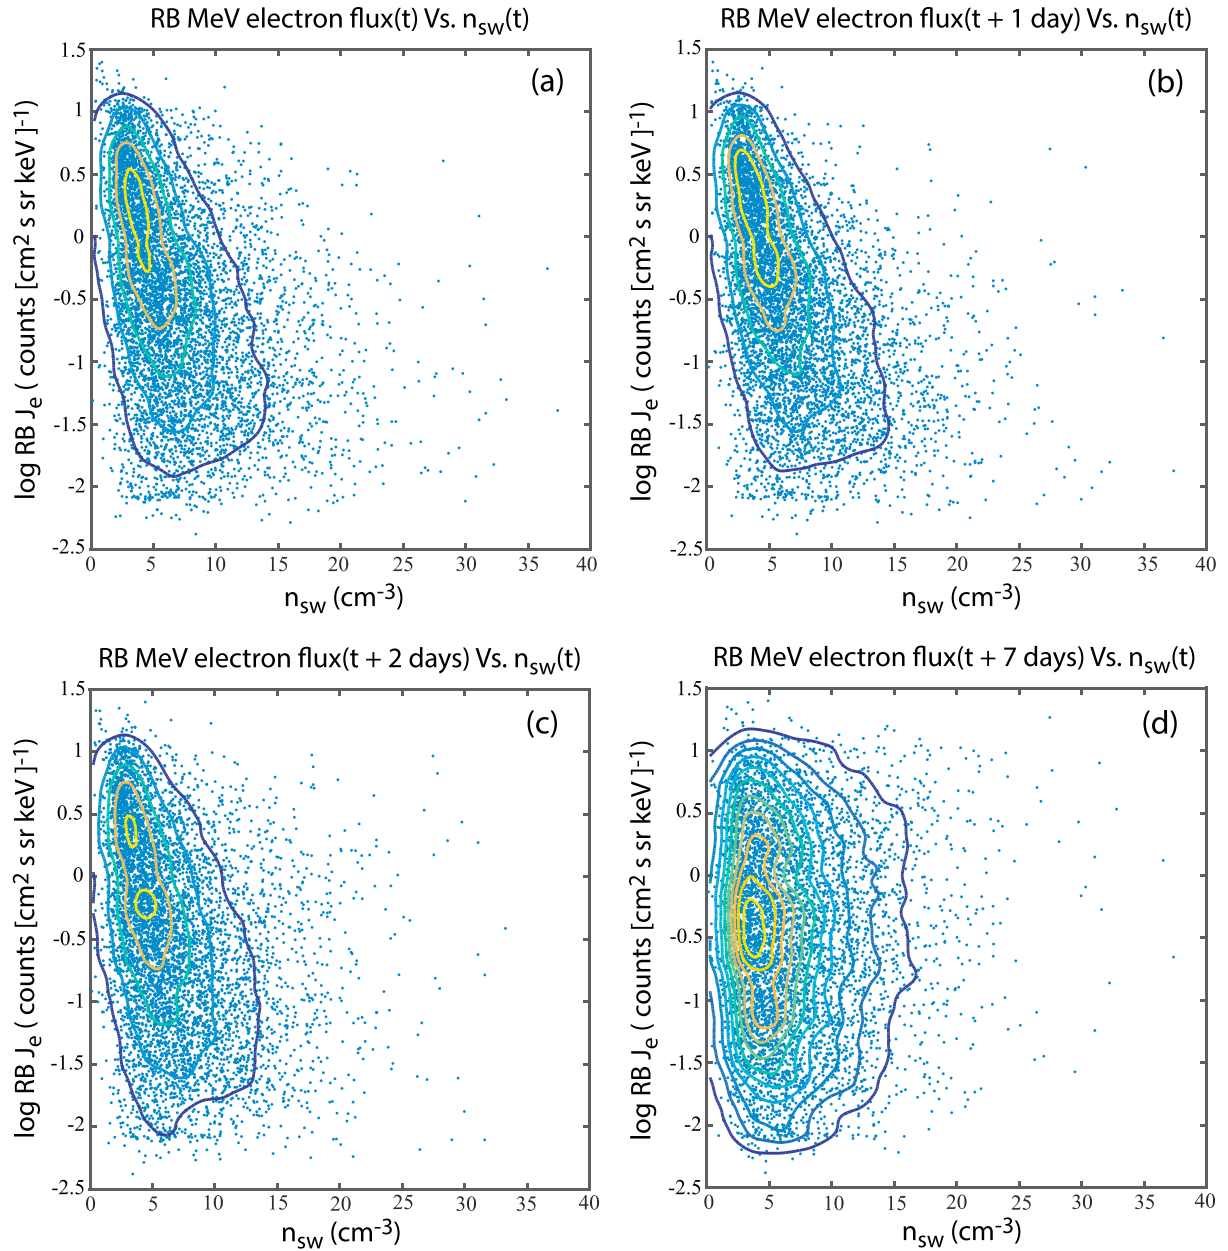 RB MeV electron flux(t) Vs. nsw(t)
(a)
log RB Je ( counts [cm2 s sr keV ]-1)
1.5
1
0.5
0
-0.5
-1
-1.5
-2
-2.5
0 5 10 15 20 25 30 35 40
nsw (cm-3)
RB MeV electron flux(t + 1 day) Vs. nsw(t)
(b)
log RB Je ( counts [cm2 s sr keV ]-1)
1.5
1
0.5
0
-0.5
-1
-1.5
-2
-2.5
0 5 10 15 20 25 30 35 40
nsw (cm-3)
RB MeV electron flux(t + 2 days) Vs. nsw(t)
(c)
log RB Je ( counts [cm2 s sr keV ]-1)
1.5
1
0.5
0
-0.5
-1
-1.5
-2
-2.5
0 5 10 15 20 25 30 35 40
nsw (cm-3)
RB MeV electron flux(t + 7 days) Vs. nsw(t)
(d)
log RB Je ( counts [cm2 s sr keV ]-1)
1.5
1
0.5
0
-0.5
-1
-1.5
-2
-2.5
0 5 10 15 20 25 30 35 40
nsw (cm-3)